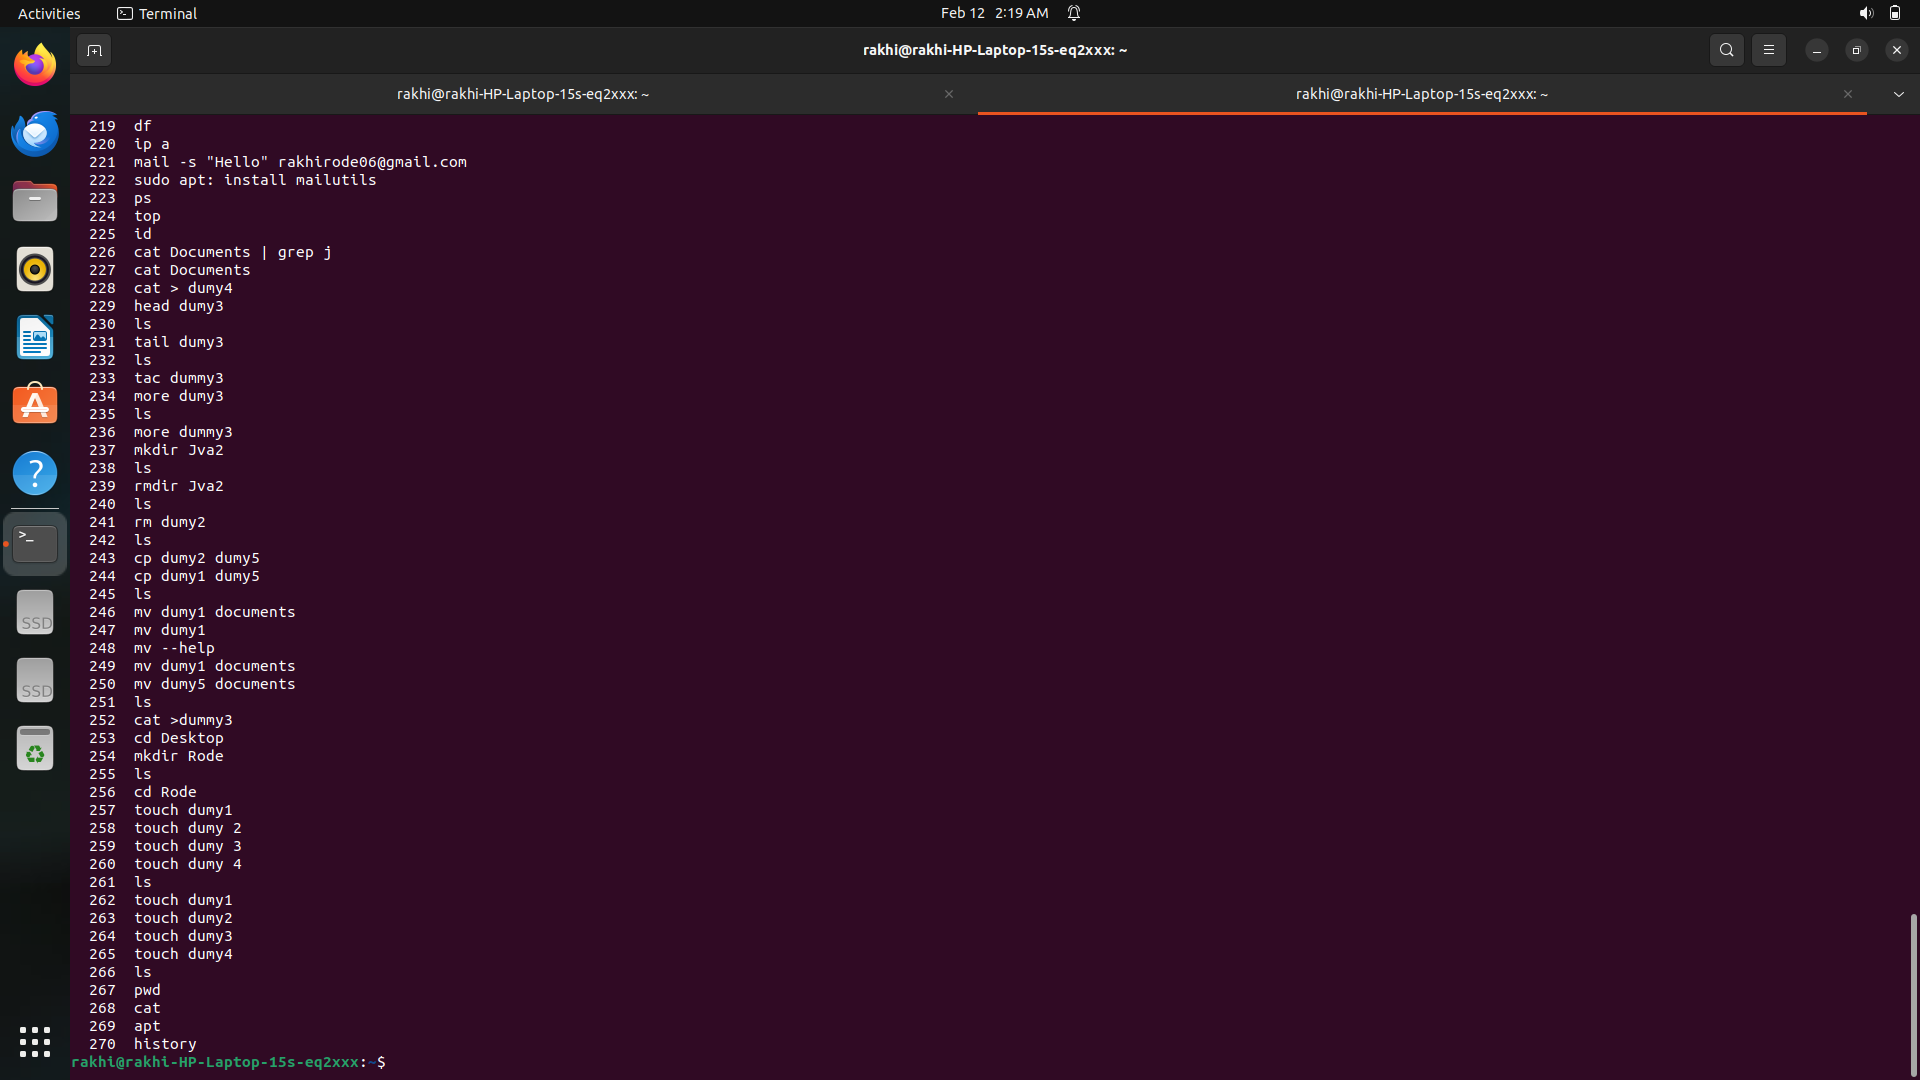 Activities
Terminal
Feb 12 2:19 AM
rakhi@rakhi-HP-Laptop-15s-eq2xxx: ~
rakhi@rakhi-HP-Laptop-15s-eq2xxx: ~
rakhi@rakhi-HP-Laptop-15s-eq2xxx: ~
219 df
220 ip a
221 mail -s "Hello" rakhirode06@gmail.com
222 sudo apt: install mailutils
223 ps
224 top
225 id
226 cat Documents | grep j
227 cat Documents
228 cat > dumy4
229 head dumy3
230 ls
231 tail dumy3
232 ls
233 tac dummy3
234 more dumy3
235 ls
236 more dummy3
237 mkdir Jva2
238 ls
239 rmdir Jva2
240 ls
241 rm dumy2
242 ls
243 cp dumy2 dumy5
244 cp dumy1 dumy5
245 ls
246 mv dumy1 documents
247 mv dumy1
248 mv --help
249 mv dumy1 documents
250 mv dumy5 documents
251 ls
252 cat >dummy3
253 cd Desktop
254 mkdir Rode
255 ls
256 cd Rode
257 touch dumy1
258 touch dumy 2
259 touch dumy 3
260 touch dumy 4
261 ls
262 touch dumy1
263 touch dumy2
264 touch dumy3
265 touch dumy4
266 ls
267 pwd
268 cat
269 apt
270 history
rakhi@rakhi-HP-Laptop-15s-eq2xxx:~$
SSD
SSD